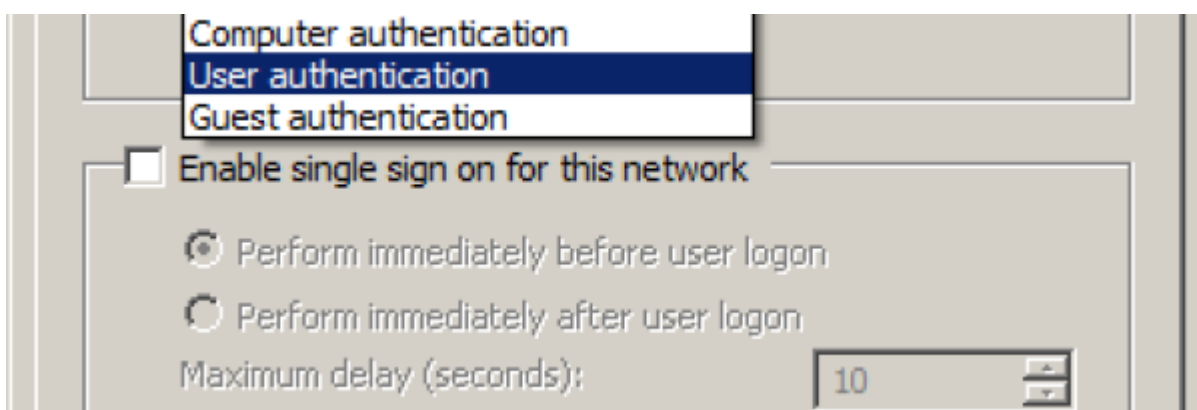 Computer authentication
User authentication
Guest authentication
Enable single sign on for this network
Perform immediately before user logon
Perform immediately after user logon
Maximum delay (seconds): 10